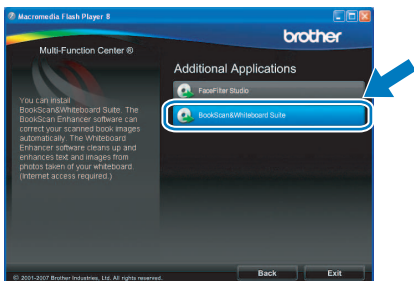 Macromedia Flash Player 8
brother
Multi-Function Center ®
Additional Applications
FaceFilter Studio
BookScan&Whiteboard Suite
You can install
BookScan&Whiteboard Suite. The
BookScan Enhancer software can
correct your scanned book images
automatically. The Whiteboard
Enhancer software cleans up and
enhances text and images from
photos taken of your whiteboard.
(Internet access required.)
Back
Exit
© 2001-2007 Brother Industries, Ltd. All rights reserved.